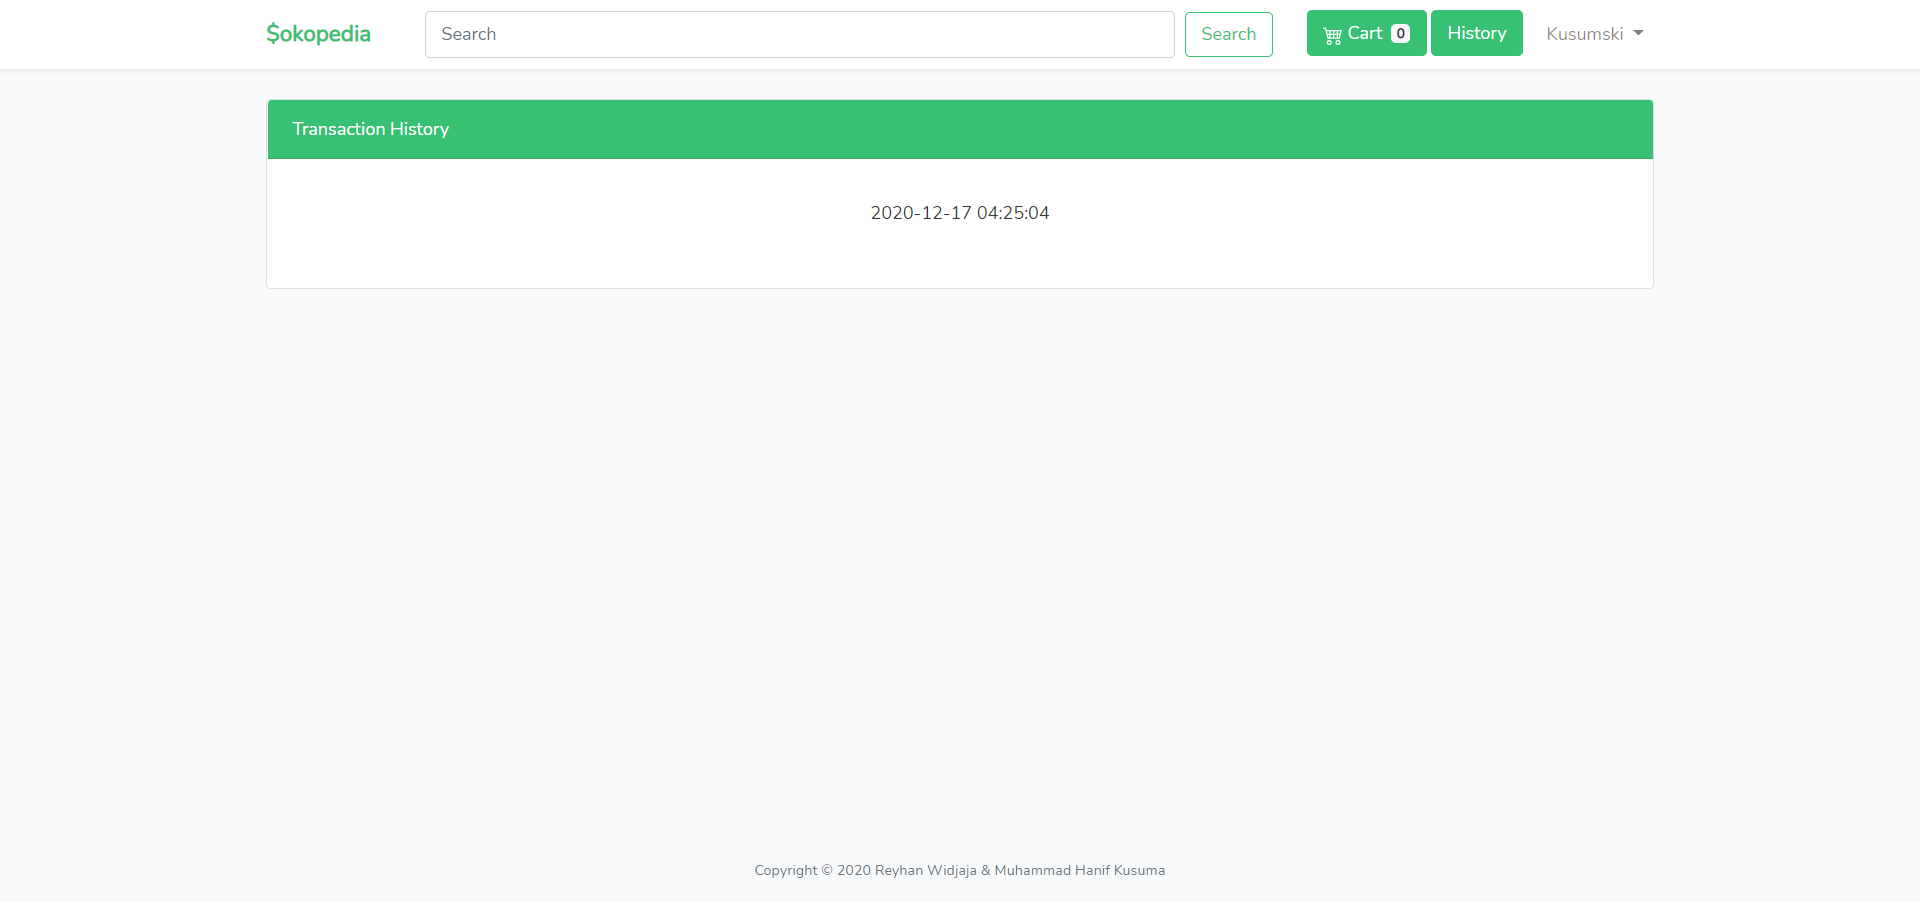 $okopedia
Search
Search
Cart 0
History
Kusumski
Transaction History
2020-12-17 04:25:04
Copyright © 2020 Reyhan Widjaja & Muhammad Hanif Kusuma